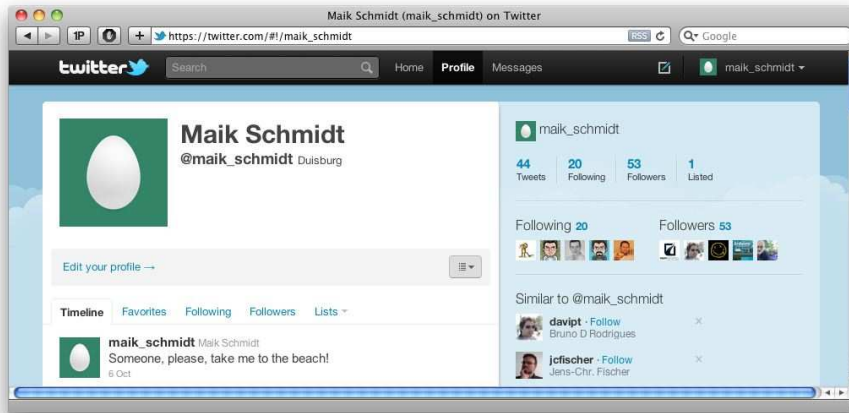 Maik Schmidt (maik_schmidt) on Twitter
1P
https://twitter.com/#!/maik_schmidt
RSS
Google
twitter
Search
Home
Profile
Messages
maik_schmidt
Maik Schmidt
@maik_schmidt Duisburg
Edit your profile →
Timeline
Favorites
Following
Followers
Lists
maik_schmidt Maik Schmidt
Someone, please, take me to the beach!
6 Oct
maik_schmidt
44 20 53 1
Tweets Following Followers Listed
Following 20
Followers 53
Similar to @maik_schmidt
davipt · Follow
Bruno D Rodrigues
jcfischer · Follow
Jens-Chr. Fischer